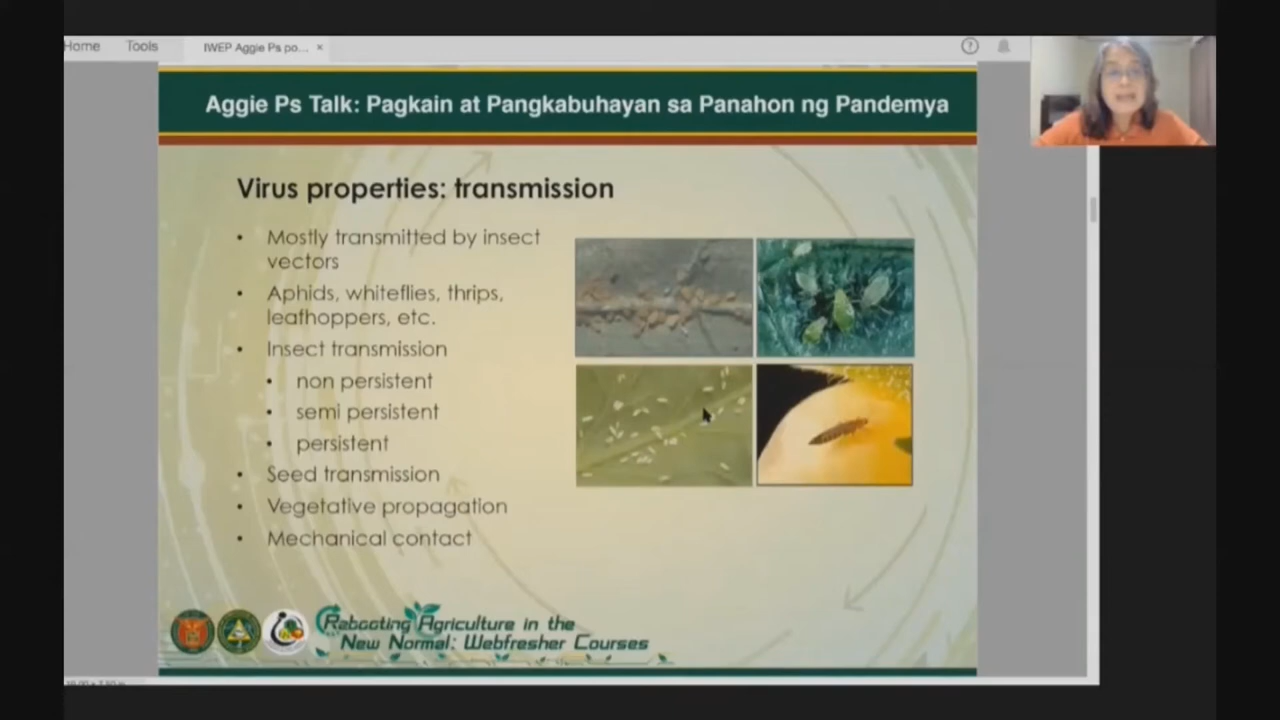 Home Tools IWEP Aggie Ps po... ×
Aggie Ps Talk: Pagkain at Pangkabuhayan sa Panahon ng Pandemya
Virus properties: transmission
• Mostly transmitted by insect
vectors
• Aphids, whiteflies, thrips,
leafhoppers, etc.
• Insect transmission
• non persistent
• semi persistent
• persistent
• Seed transmission
• Vegetative propagation
• Mechanical contact
Rebooting Agriculture in the
New Normal: Webfresher Courses